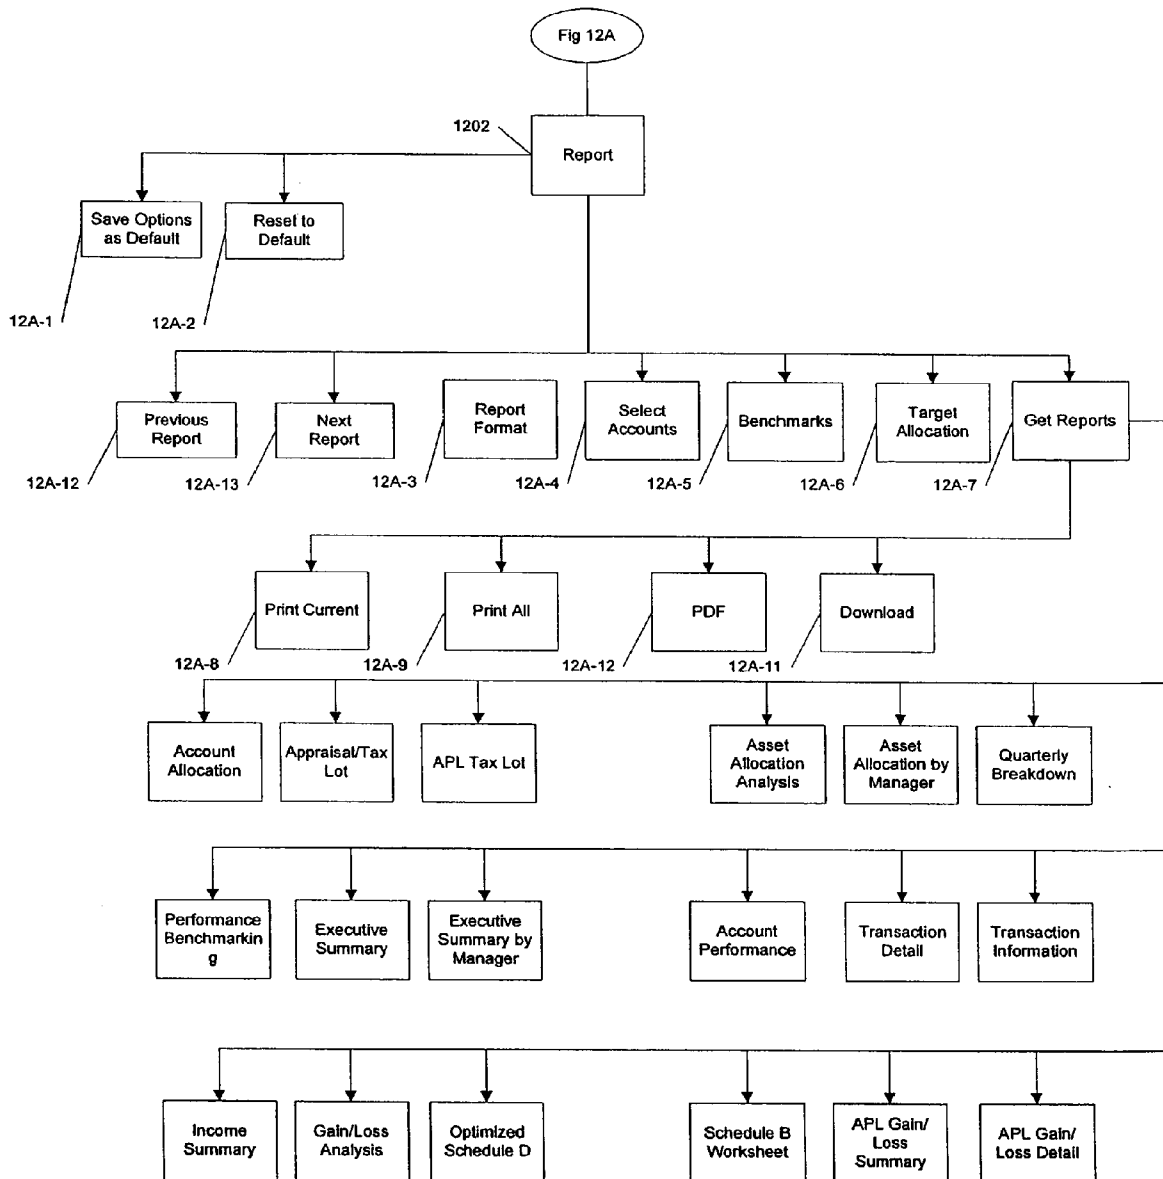 Fig 12A
1202
Report
Save Options
as Default
Reset to
Default
12A-1
12A-2
Previous
Report
Next
Report
Report
Format
Select
Accounts
Benchmarks
Target
Allocation
Get Reports
12A-12
12A-13
12A-3
12A-4
12A-5
12A-6
12A-7
Print Current
Print All
PDF
Download
12A-8
12A-9
12A-12
12A-11
Account
Allocation
Appraisal/Tax
Lot
APL Tax Lot
Asset
Allocation
Analysis
Asset
Allocation by
Manager
Quarterly
Breakdown
Performance
Benchmarkin
g
Executive
Summary
Executive
Summary by
Manager
Account
Performance
Transaction
Detail
Transaction
Information
Income
Summary
Gain/Loss
Analysis
Optimized
Schedule D
Schedule B
Worksheet
APL Gain/
Loss
Summary
APL Gain/
Loss Detail